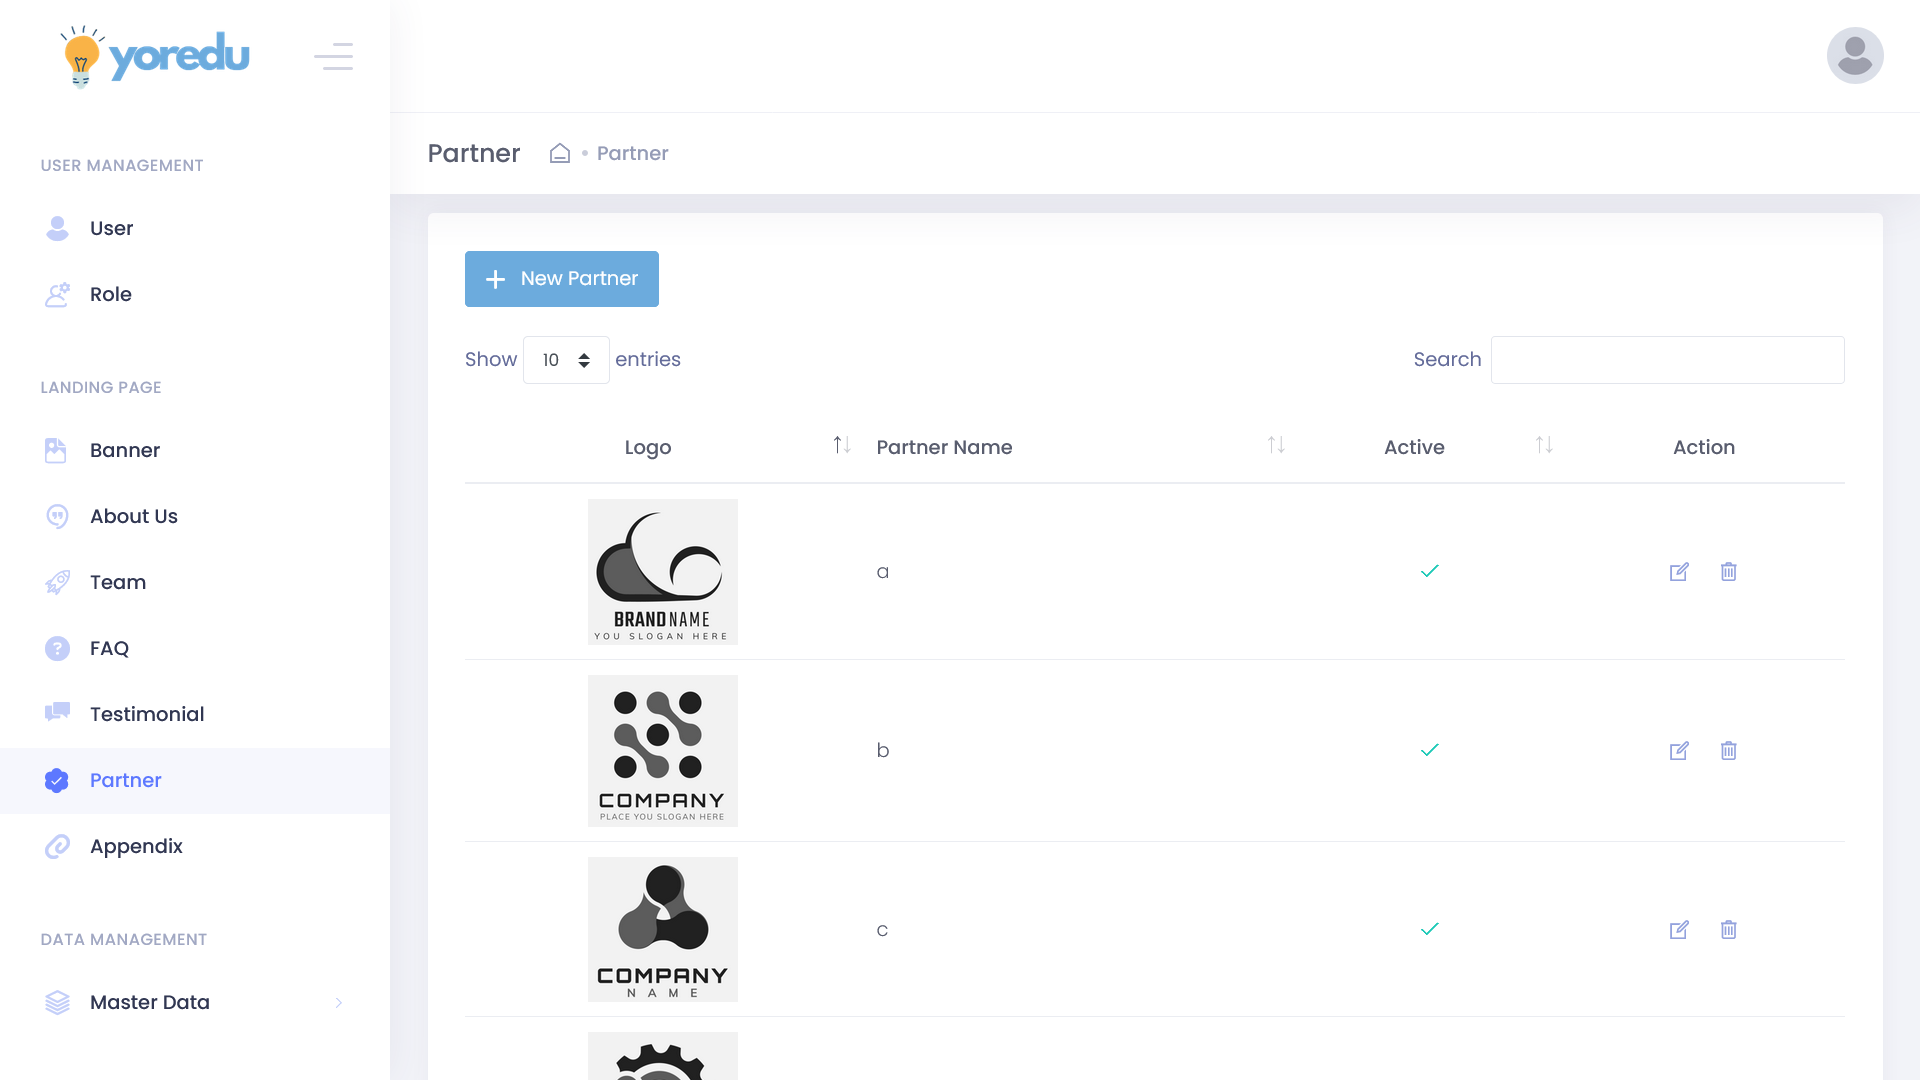 yoredu
USER MANAGEMENT
User
Role
LANDING PAGE
Banner
About Us
Team
FAQ
Testimonial
Partner
Appendix
DATA MANAGEMENT
Master Data
Partner
Partner
New Partner
Show 10 entries
Search
Logo Partner Name Active Action
BRANDNAME
YOU SLOGAN HERE
a
COMPANY
PLACE YOU SLOGAN HERE
b
COMPANY
NAME
c